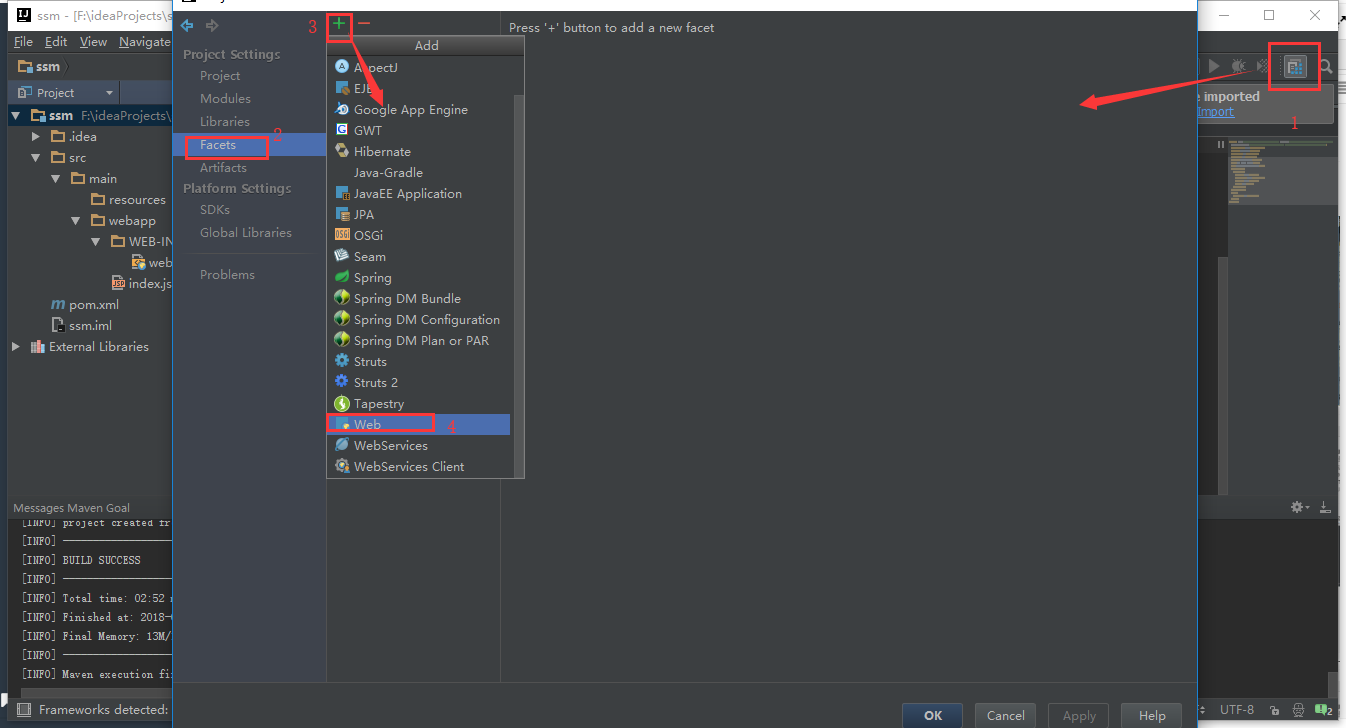 ssm - [F:\ideaProjects\s
File Edit View Navigate
ssm
Project
ssm F:\ideaProjects\
.idea
src
main
resources
webapp
WEB-IN
web
index.js
pom.xml
ssm.iml
External Libraries
Project Settings
Project
Modules
Libraries
Facets
2
Artifacts
Platform Settings
SDKs
Global Libraries
Problems
3
Add
AspectJ
EJB
Google App Engine
GWT
Hibernate
Java-Gradle
JavaEE Application
JPA
OSGi
Seam
Spring
Spring DM Bundle
Spring DM Configuration
Spring DM Plan or PAR
Struts
Struts 2
Tapestry
Web
4
WebServices
WebServices Client
Press '+' button to add a new facet
e imported
Import
1
Messages Maven Goal
[INFO] project created fr
[INFO]
[INFO] BUILD SUCCESS
[INFO]
[INFO] Total time: 02:52
[INFO] Finished at: 2018-
[INFO] Final Memory: 13M/
[INFO]
[INFO] Maven execution fi
Frameworks detected:
OK Cancel Apply Help
UTF-8
2